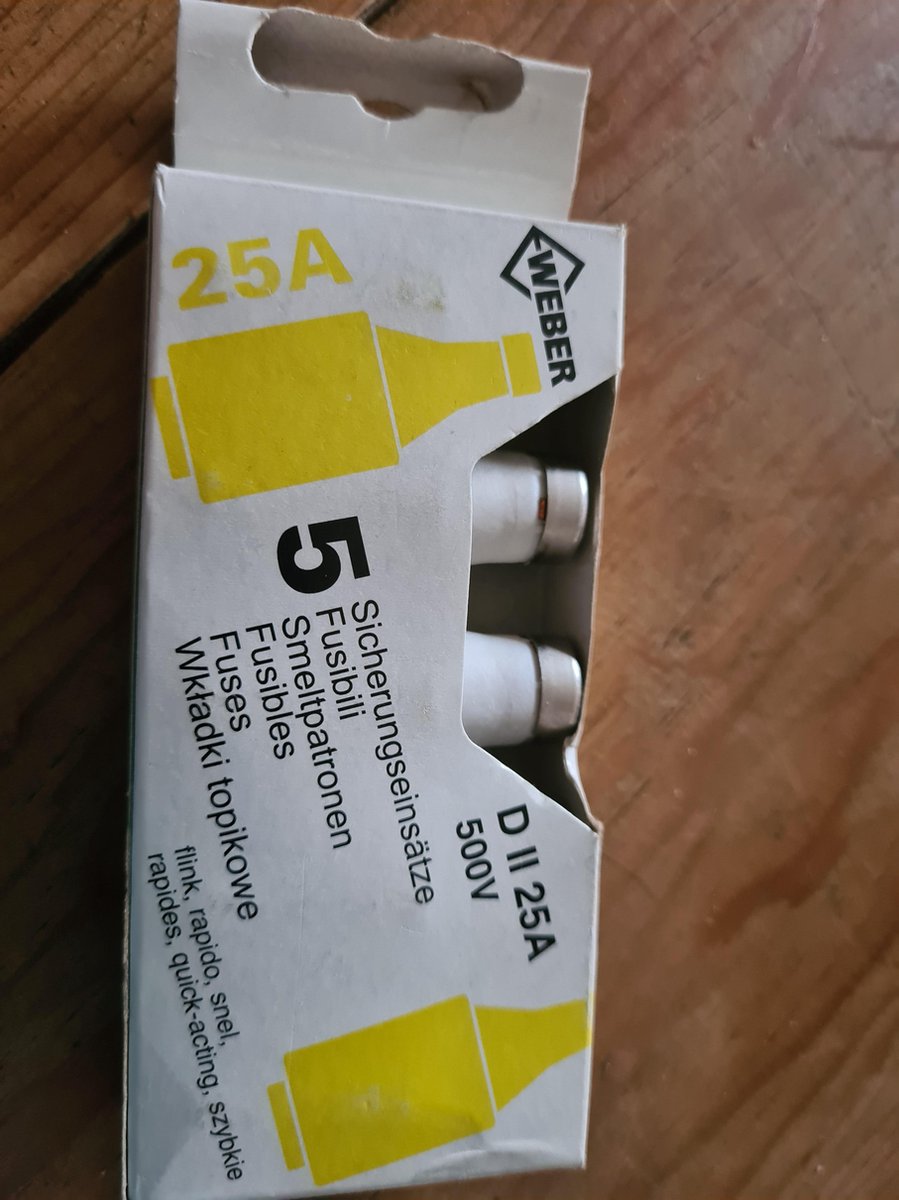 25A
WEBER
5
Sicherungseinsätze
Fusibili
Smeltpatronen
Fusibles
Fuses
Wkładki topikowe
D II 25A
500V
flink, rapido, snel,
rapides, quick-acting, szybkie